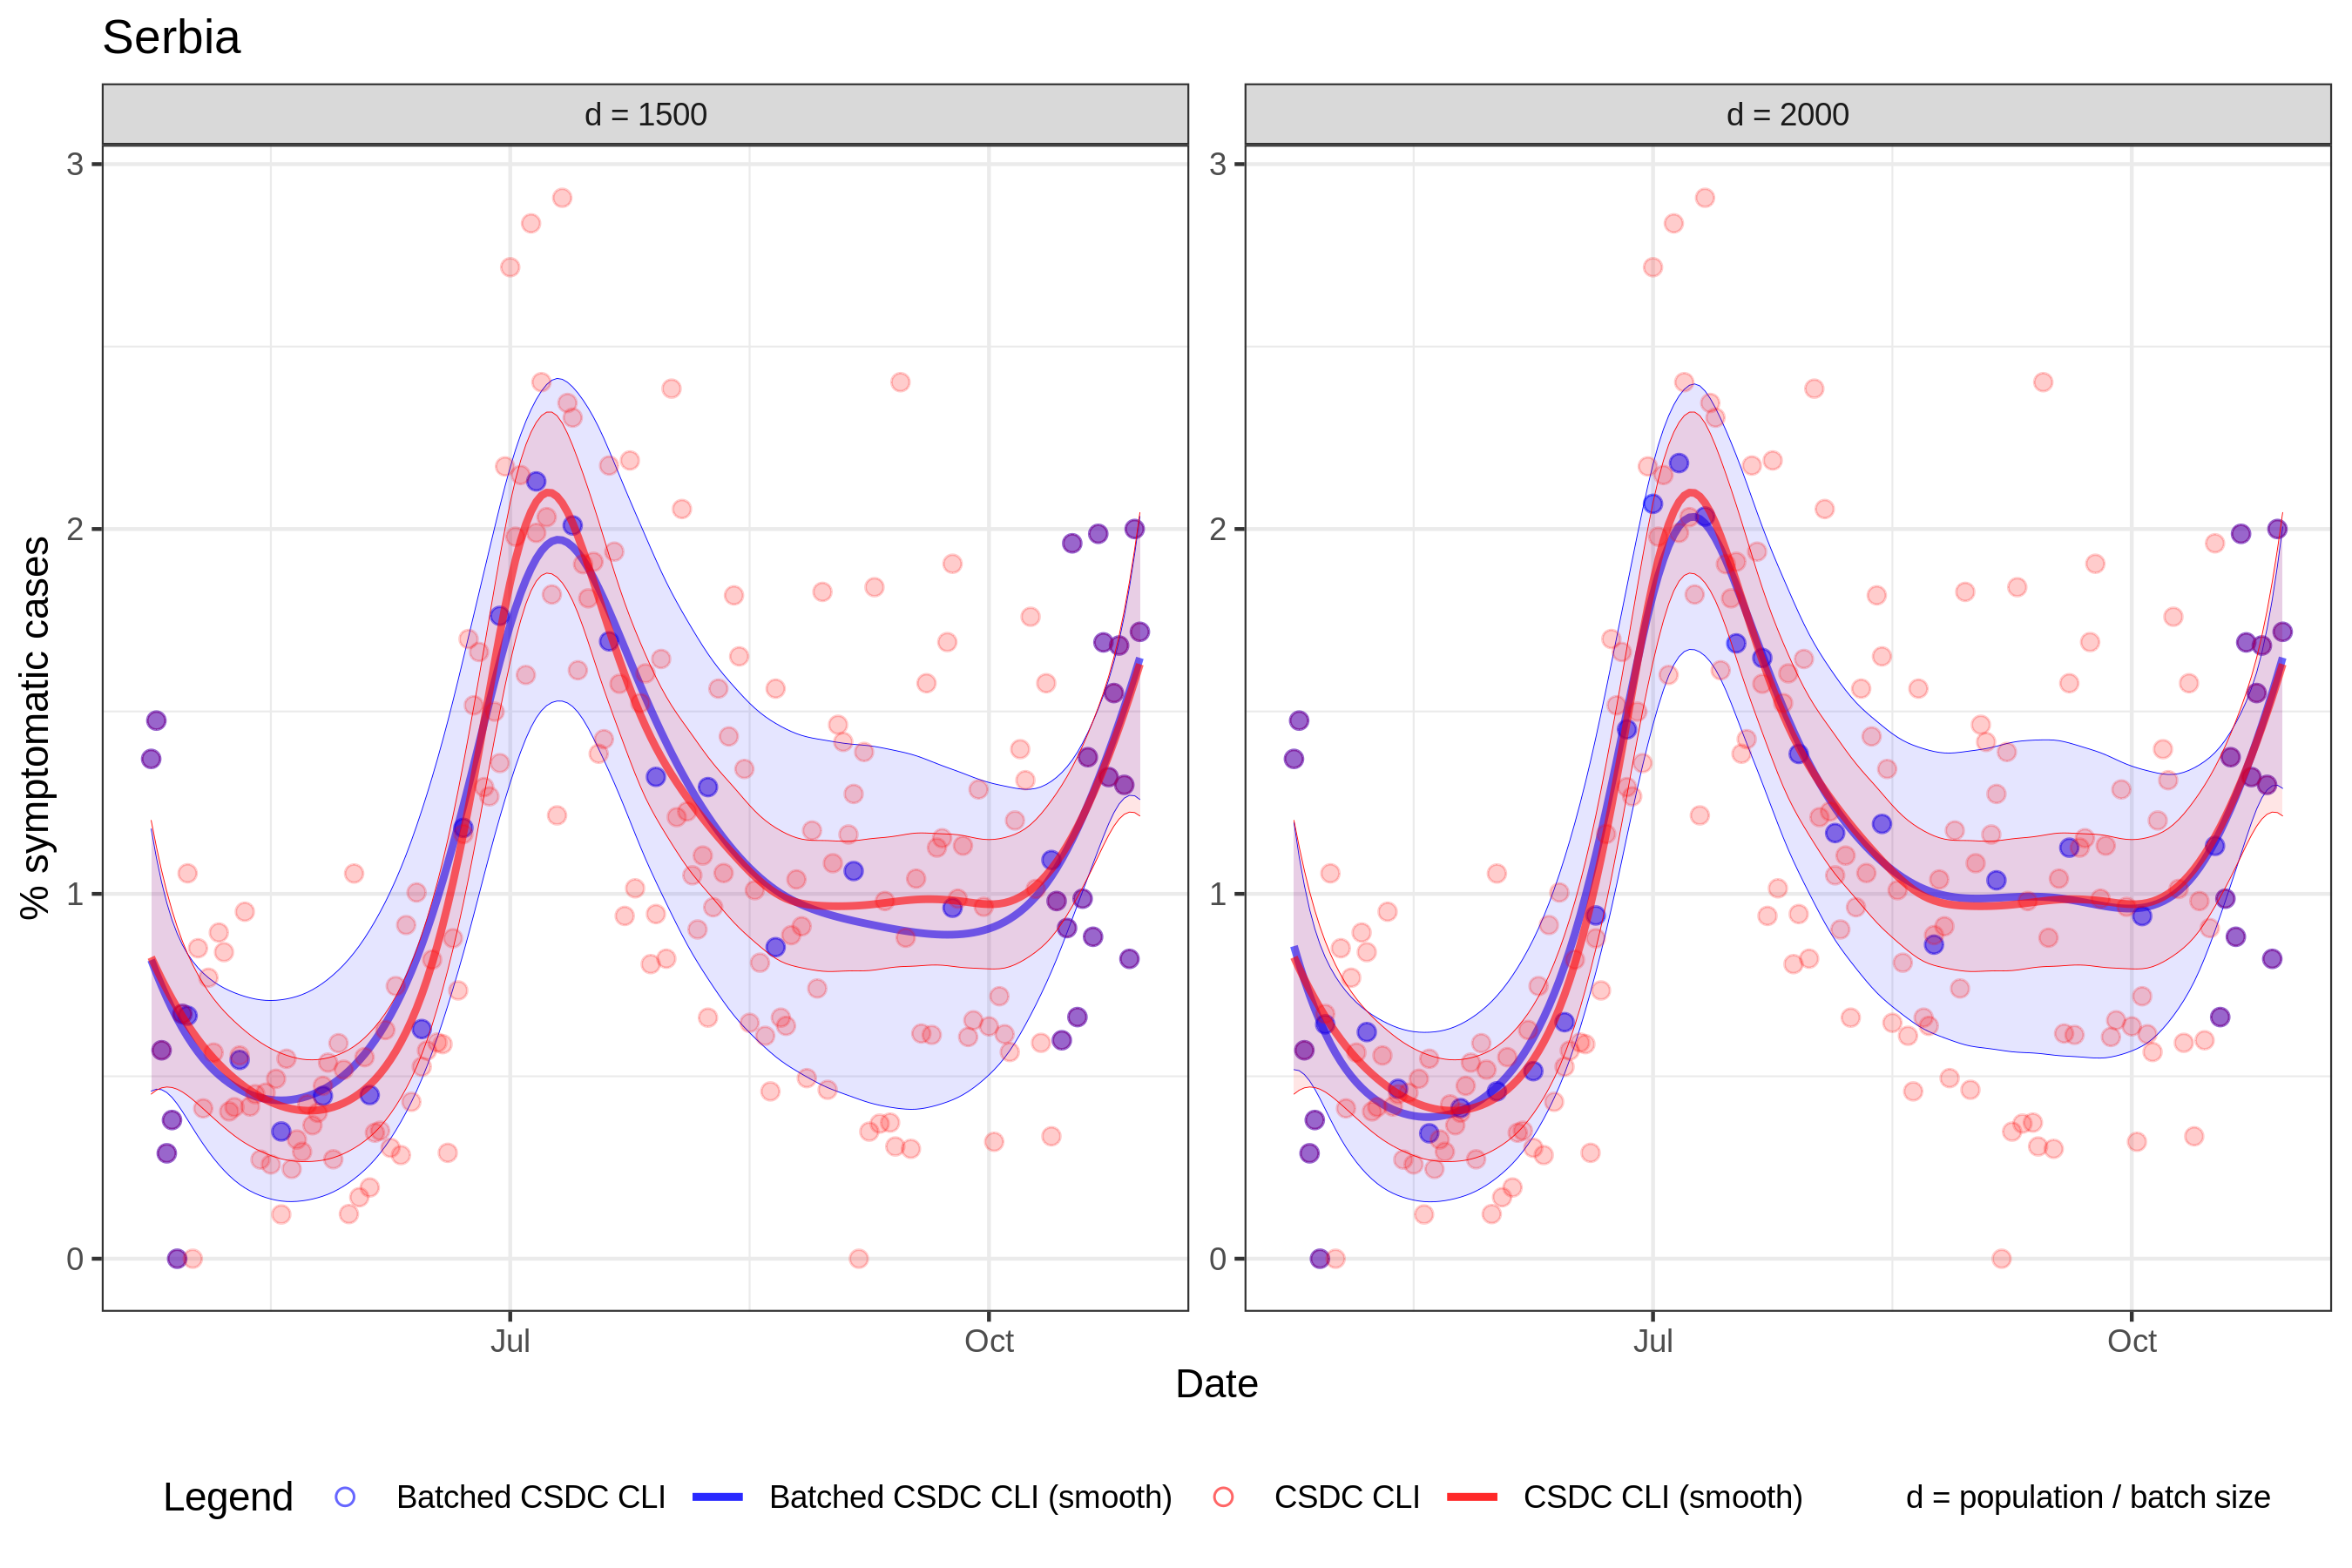 Serbia
d = 1500
d = 2000
3
2
1
0
3
2
1
0
% symptomatic cases
Jul
Oct
Jul
Oct
Date
Legend Batched CSDC CLI Batched CSDC CLI (smooth) CSDC CLI CSDC CLI (smooth) d = population / batch size